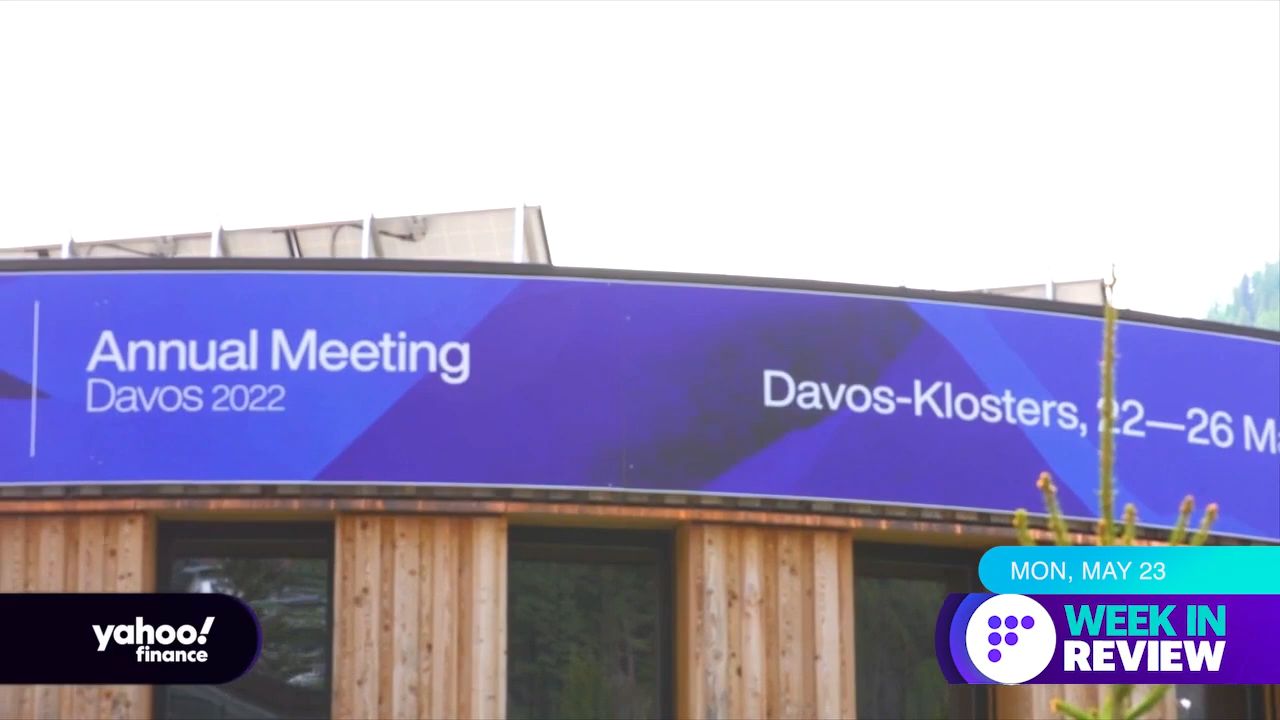 Annual Meeting
Davos 2022
Davos-Klosters, 22—26
MON, MAY 23
yahoo!
finance
WEEK IN
REVIEW